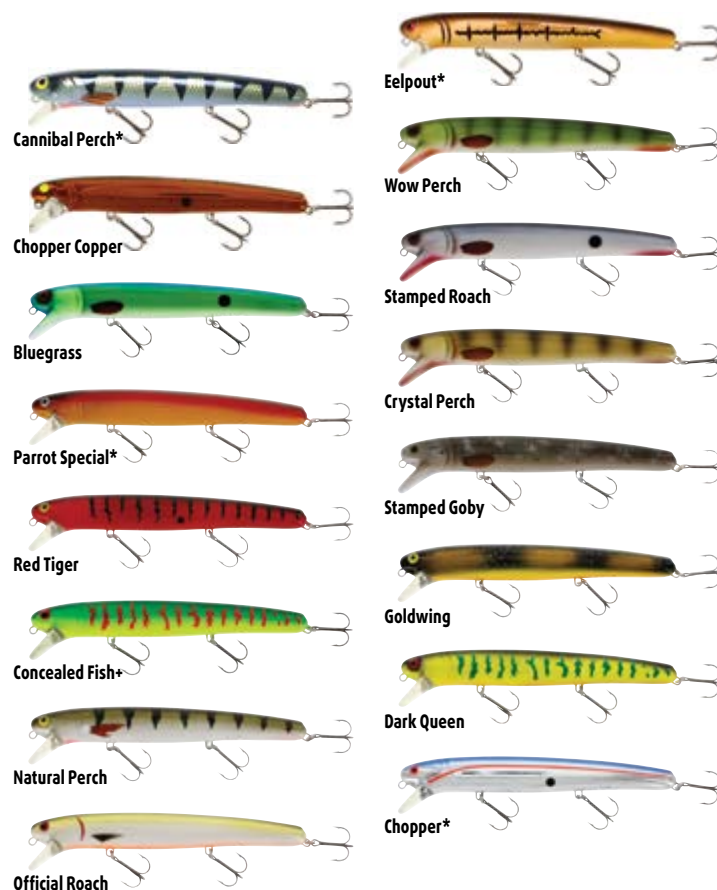 Cannibal Perch*
Chopper Copper
Bluegrass
Parrot Special*
Red Tiger
Concealed Fish+
Natural Perch
Official Roach
Eelpout*
Wow Perch
Stamped Roach
Crystal Perch
Stamped Goby
Goldwing
Dark Queen
Chopper*